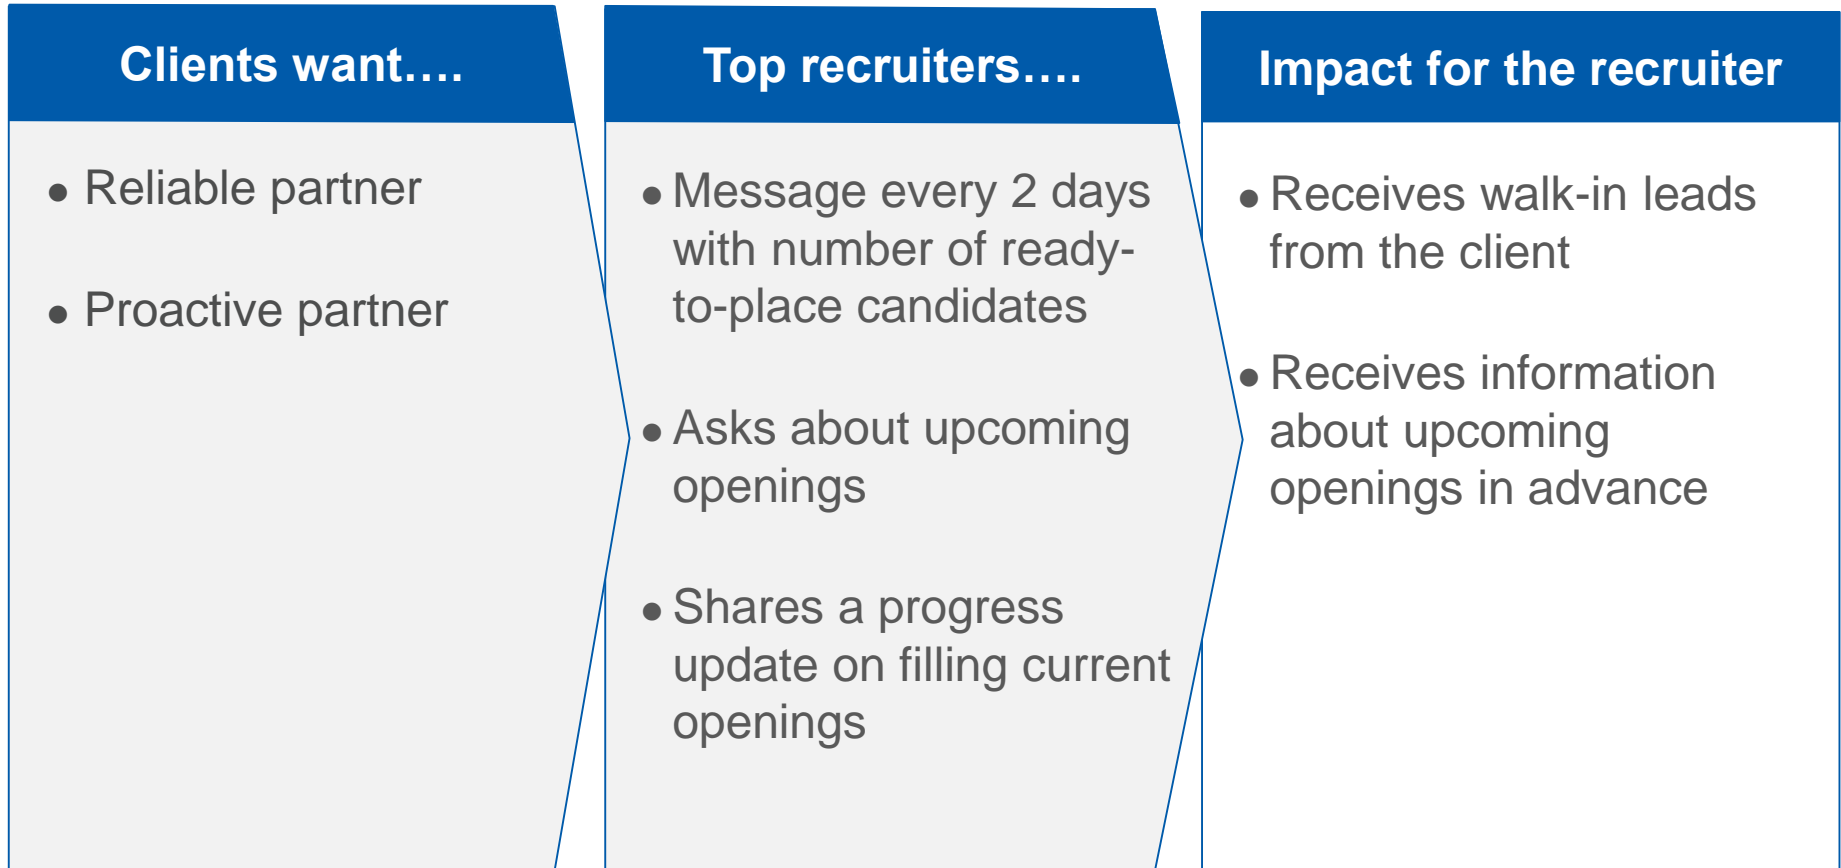 Clients want….
● Reliable partner
● Proactive partner
Top recruiters….
● Message every 2 days
with number of ready-
to-place candidates
● Asks about upcoming
openings
● Shares a progress
update on filling current
openings
Impact for the recruiter
● Receives walk-in leads
from the client
● Receives information
about upcoming
openings in advance